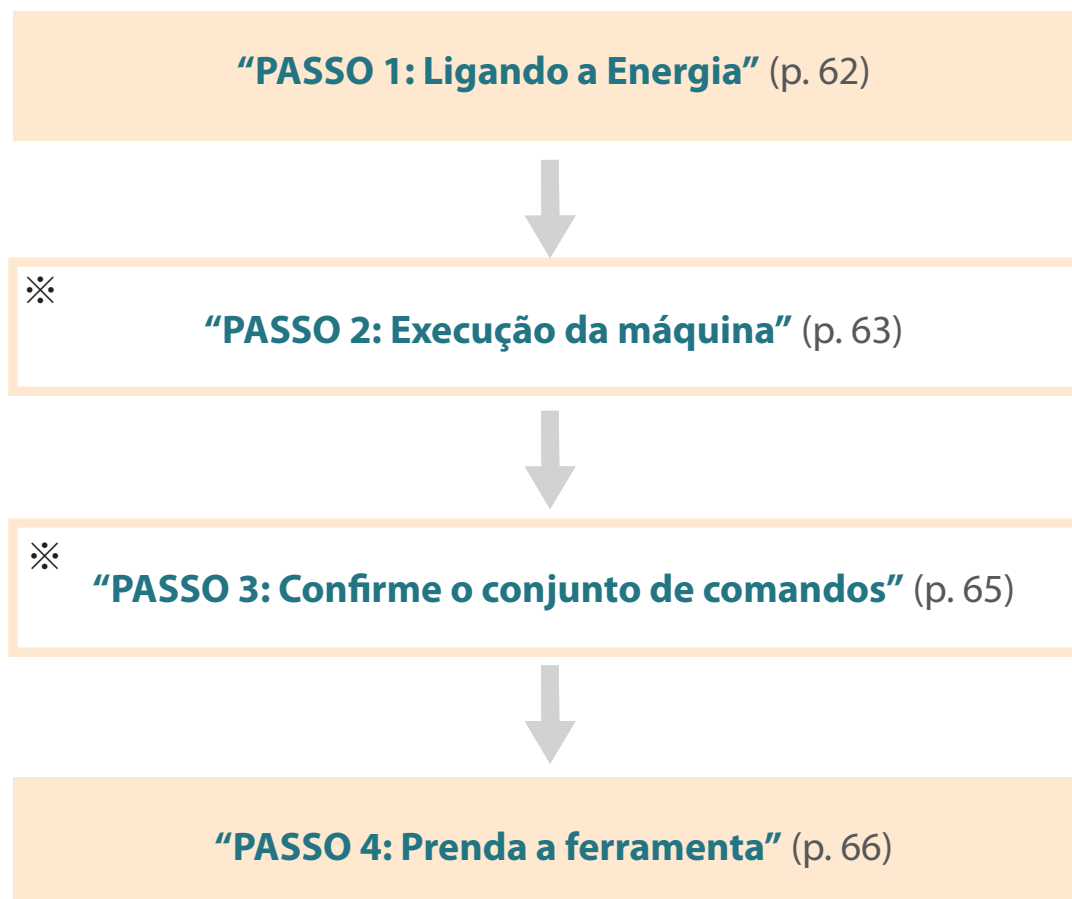 “PASSO 1: Ligando a Energia” (p. 62)
※
“PASSO 2: Execução da máquina” (p. 63)
※
“PASSO 3: Confirme o conjunto de comandos” (p. 65)
“PASSO 4: Prenda a ferramenta” (p. 66)